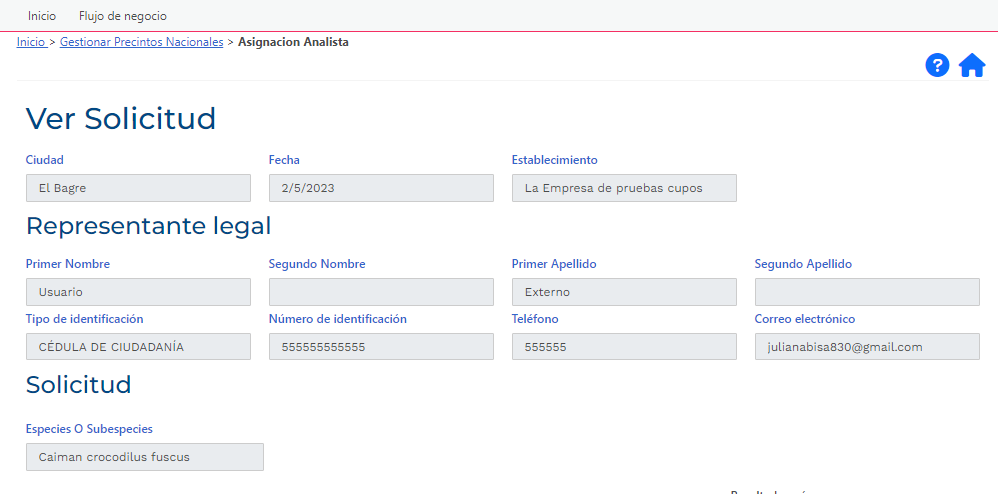 Inicio Flujo de negocio
Inicio > Gestionar Precintos Nacionales > Asignacion Analista
?
Ver Solicitud
Ciudad Fecha Establecimiento
El Bagre 2/5/2023 La Empresa de pruebas cupos
Representante legal
Primer Nombre Segundo Nombre Primer Apellido Segundo Apellido
Usuario Externo
Tipo de identificación Número de identificación Teléfono Correo electrónico
CÉDULA DE CIUDADANÍA 555555555555 555555 julianabisa830@gmail.com
Solicitud
Especies O Subespecies
Caiman crocodilus fuscus